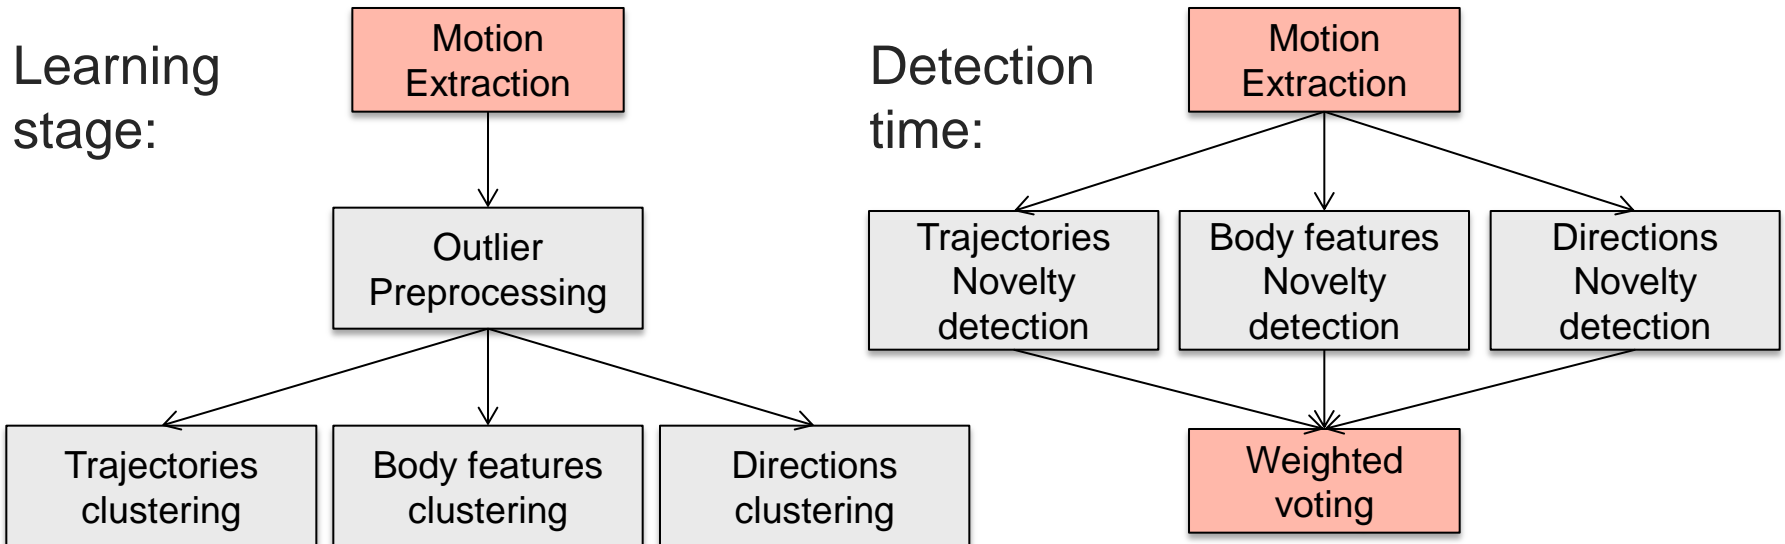 Learning
stage:
Motion
Extraction
Outlier
Preprocessing
Trajectories
clustering
Body features
clustering
Directions
clustering
Detection
time:
Motion
Extraction
Trajectories
Novelty
detection
Body features
Novelty
detection
Directions
Novelty
detection
Weighted
voting